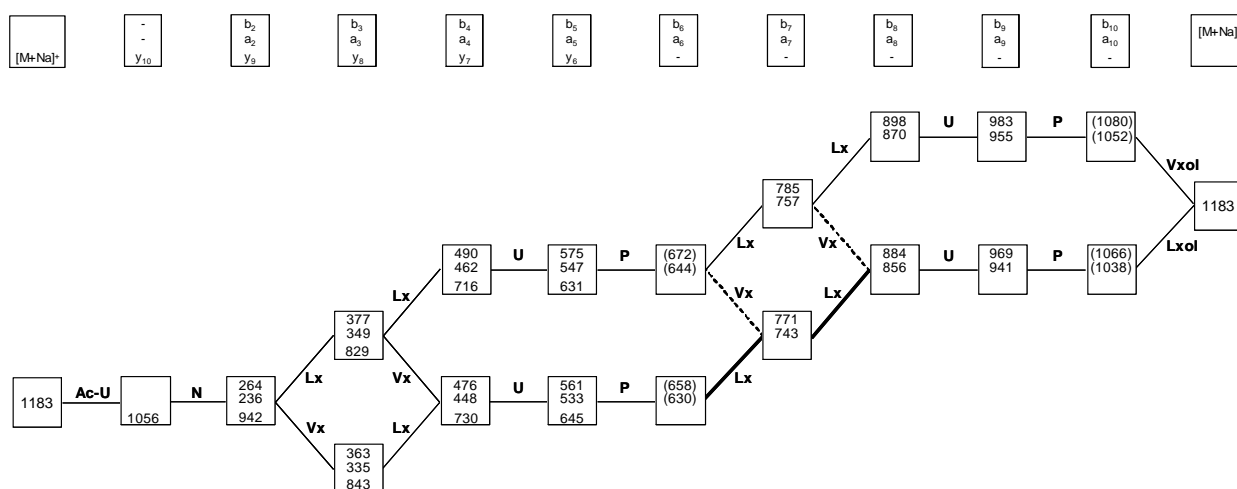 [M+Na]⁺
-
-
y₁₀
b₂
a₂
y₉
b₃
a₃
y₈
b₄
a₄
y₇
b₅
a₅
y₆
b₆
a₆
-
b₇
a₇
-
b₈
a₈
-
b₉
a₉
-
b₁₀
a₁₀
-
[M+Na]
898
870
U
983
955
P
(1080)
(1052)
Lx
Vxol
785
757
1183
490
462
716
U
575
547
631
P
(672)
(644)
Lx
Vx
884
856
U
969
941
P
(1066)
(1038)
Lxol
Lx
Vx
Lx
377
349
829
771
743
1183
Ac-U
1056
N
264
236
942
Lx
Vx
476
448
730
U
561
533
645
P
(658)
(630)
Lx
Vx
Lx
363
335
843